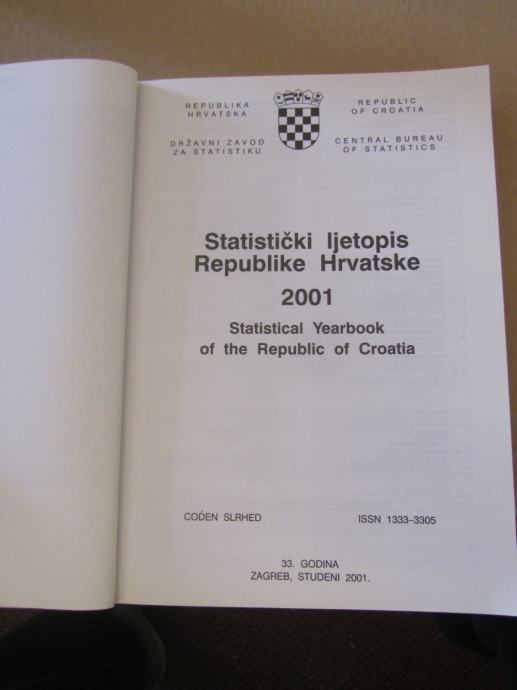 REPUBLIKA
HRVATSKA
REPUBLIC
OF CROATIA
DRŽAVNI ZAVOD
ZA STATISTIKU
CENTRAL BUREAU
OF STATISTICS
Statistički ljetopis
Republike Hrvatske
2001
Statistical Yearbook
of the Republic of Croatia
CODEN SLRHED
ISSN 1333-3305
33. GODINA
ZAGREB, STUDENI 2001.